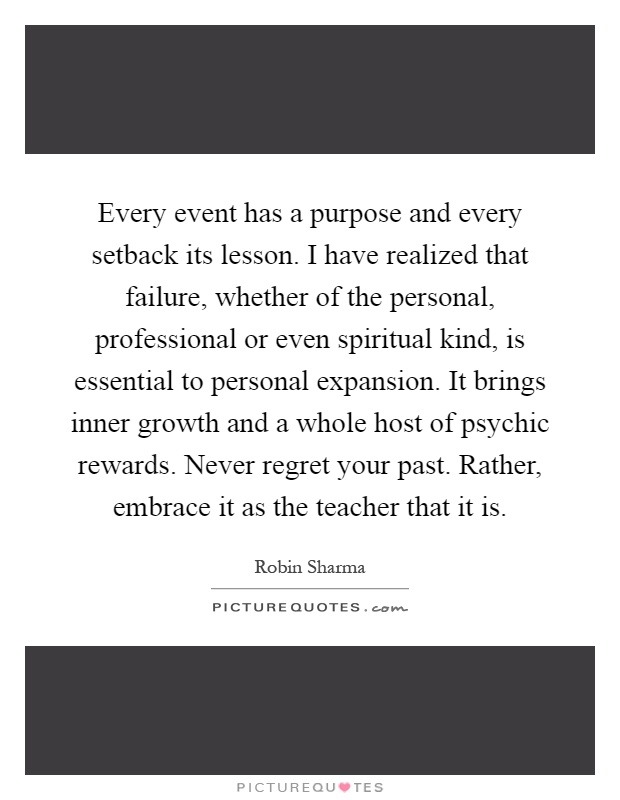 Every event has a purpose and every
setback its lesson. I have realized that
failure, whether of the personal,
professional or even spiritual kind, is
essential to personal expansion. It brings
inner growth and a whole host of psychic
rewards. Never regret your past. Rather,
embrace it as the teacher that it is.
Robin Sharma
PICTUREQUOTES.com
PICTUREQUOTES